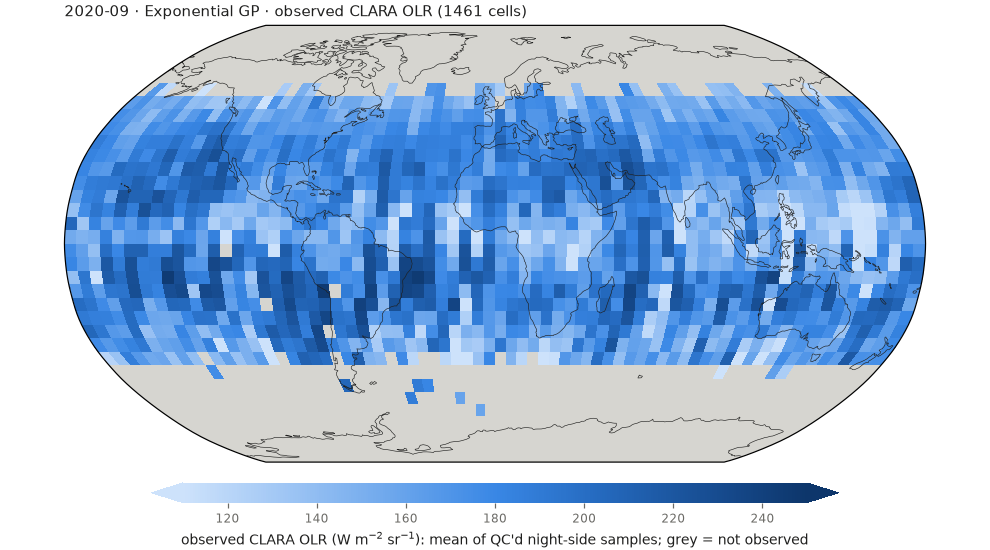 2020-09 · Exponential GP · observed CLARA OLR (1461 cells)
120 140 160 180 200 220 240
observed CLARA OLR (W m⁻² sr⁻¹): mean of QC'd night-side samples; grey = not observed